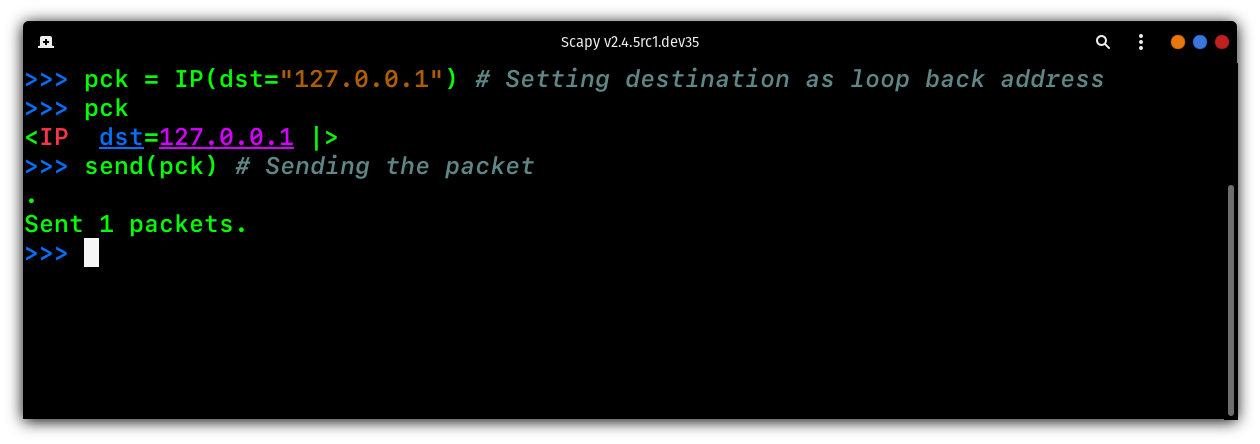 Scapy v2.4.5rc1.dev35
>>> pck = IP(dst="127.0.0.1") # Setting destination as loop back address
>>> pck
<IP  dst=127.0.0.1 |>
>>> send(pck) # Sending the packet
.
Sent 1 packets.
>>>